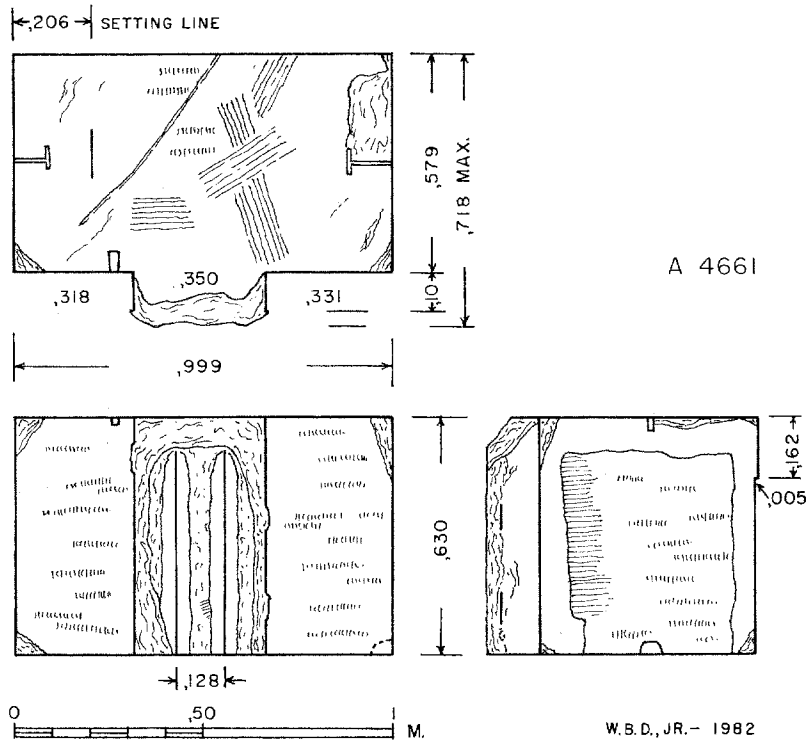 ,206 SETTING LINE
,579
,718 MAX.
A 4661
,318 ,350 ,331
,10
,999
,162
,005
,630
,128
0 ,50 1 M.
W.B.D., JR.– 1982